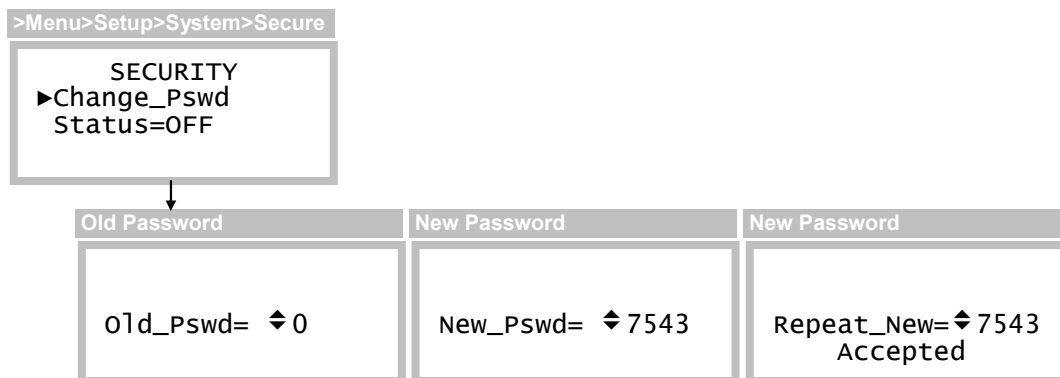 >Menu>Setup>System>Secure
SECURITY
►Change_Pswd
Status=OFF
Old Password
Old_Pswd= ♦0
New Password
New_Pswd= ♦7543
New Password
Repeat_New=♦7543
Accepted